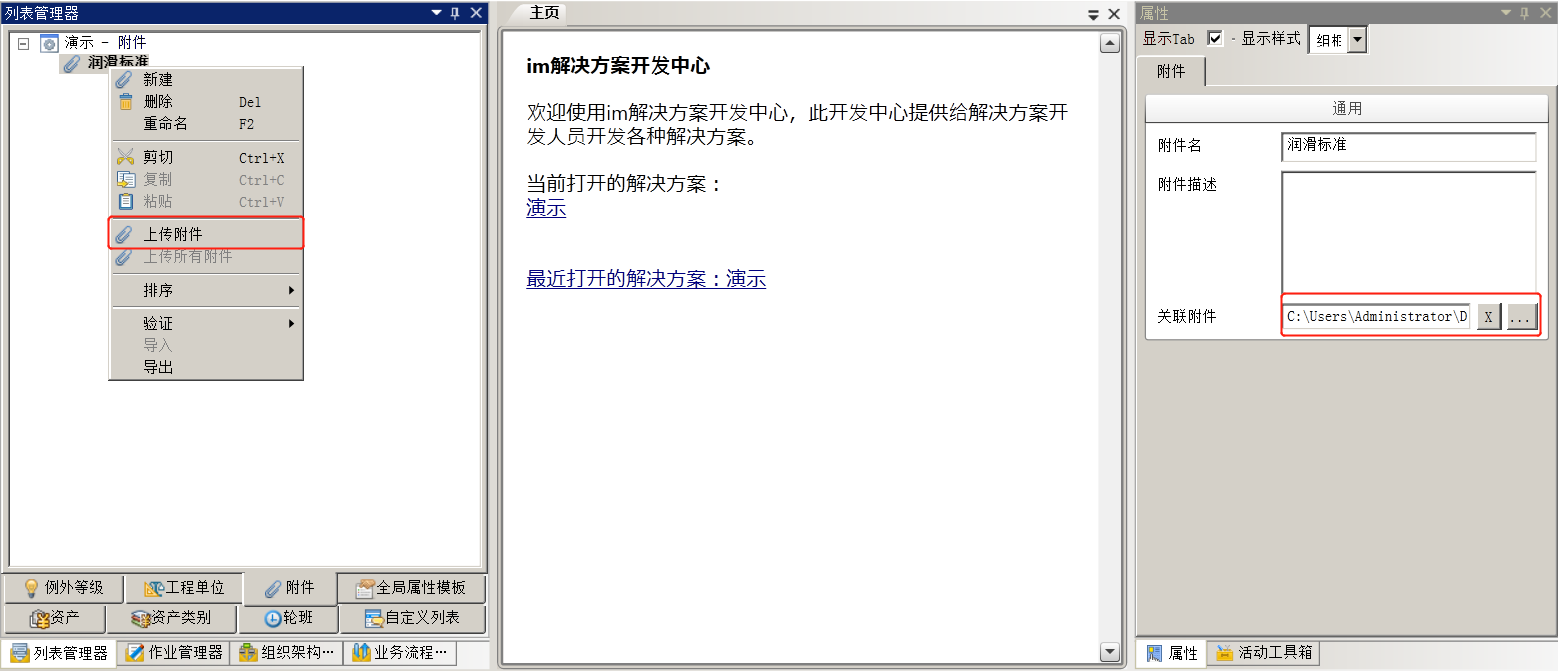 列表管理器
演示 - 附件
润滑标准
新建
删除 Del
重命名 F2
剪切 Ctrl+X
复制 Ctrl+C
粘贴 Ctrl+V
上传附件
上传所有附件
排序
验证
导入
导出
例外等级 工程单位 附件 全局属性模板
资产 资产类别 轮班 自定义列表
列表管理器 作业管理器 组织架构… 业务流程…
主页
im解决方案开发中心
欢迎使用im解决方案开发中心，此开发中心提供给解决方案开
发人员开发各种解决方案。
当前打开的解决方案：
演示
最近打开的解决方案：演示
属性
显示Tab - 显示样式 细框
附件
通用
附件名 润滑标准
附件描述
关联附件 C:\Users\Administrator\D X ...
属性 活动工具箱